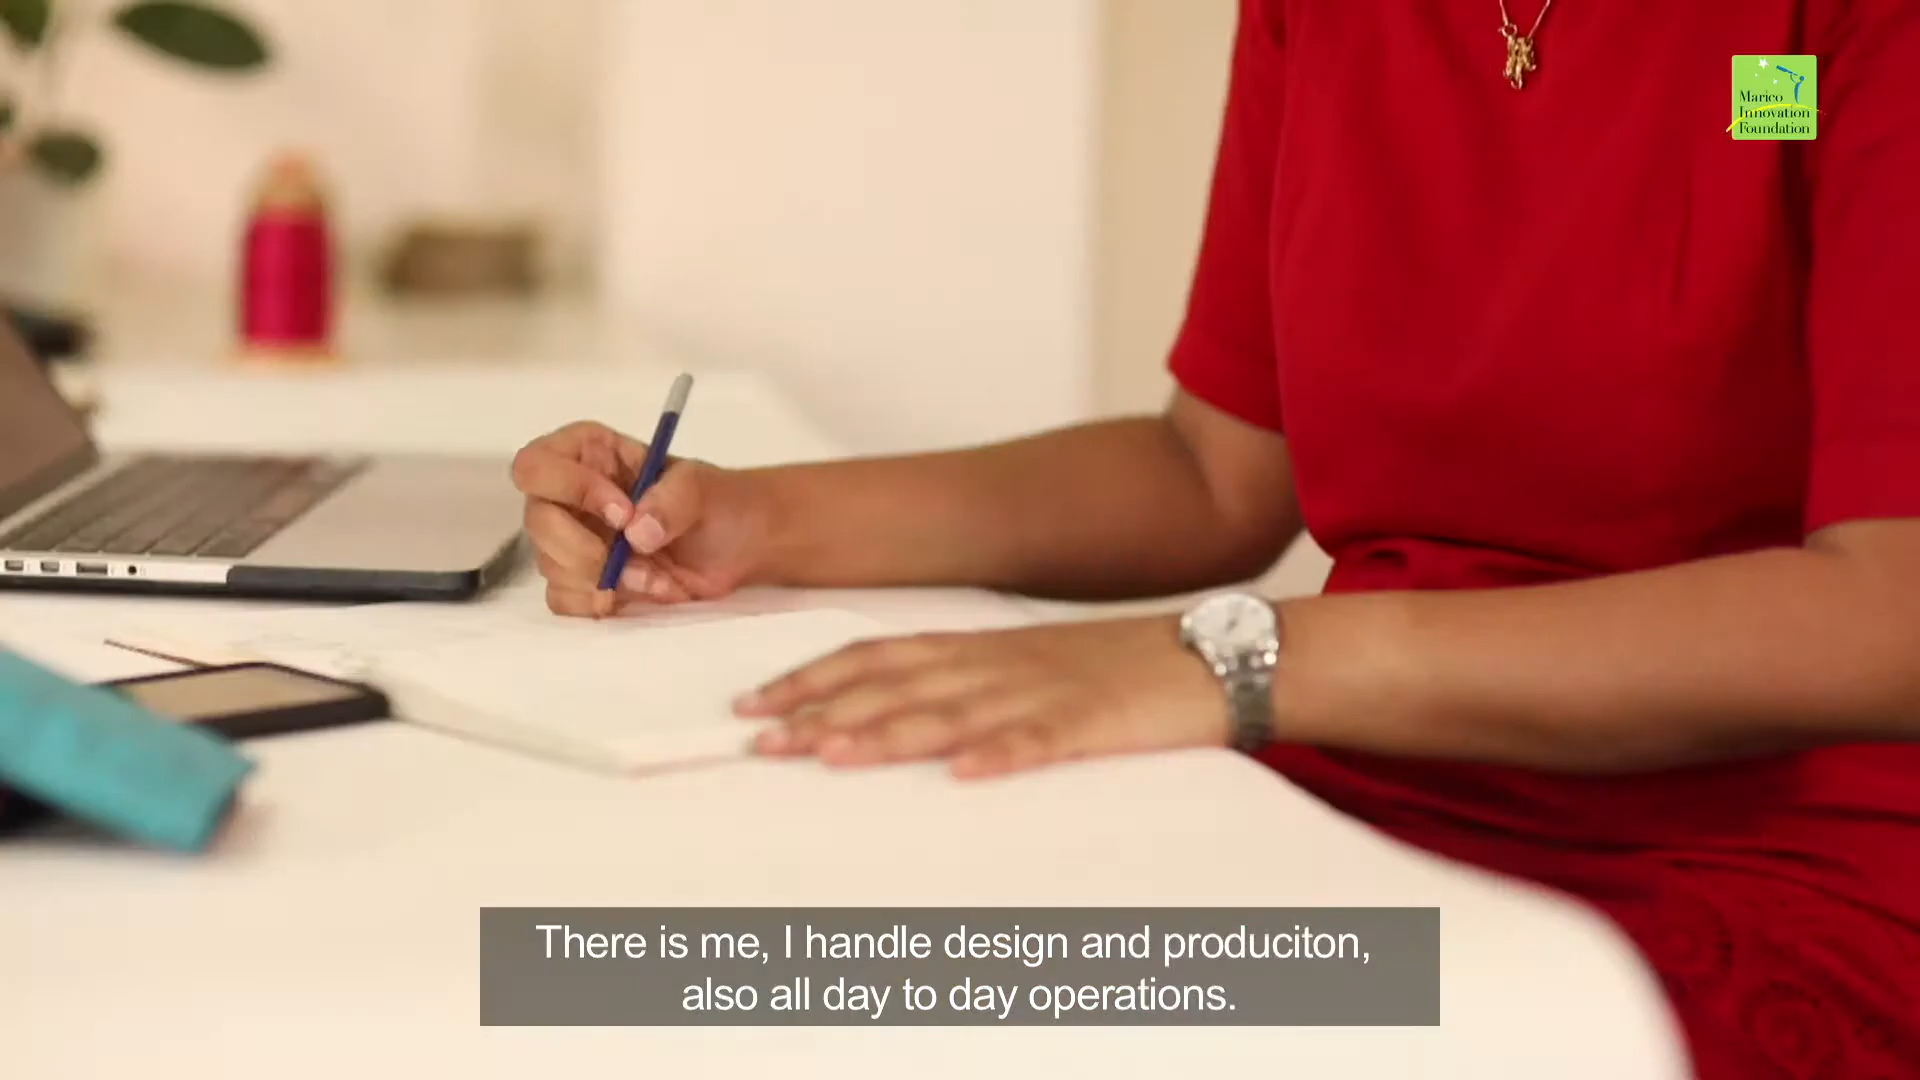 Marico
Innovation
Foundation
There is me, I handle design and produciton,
also all day to day operations.